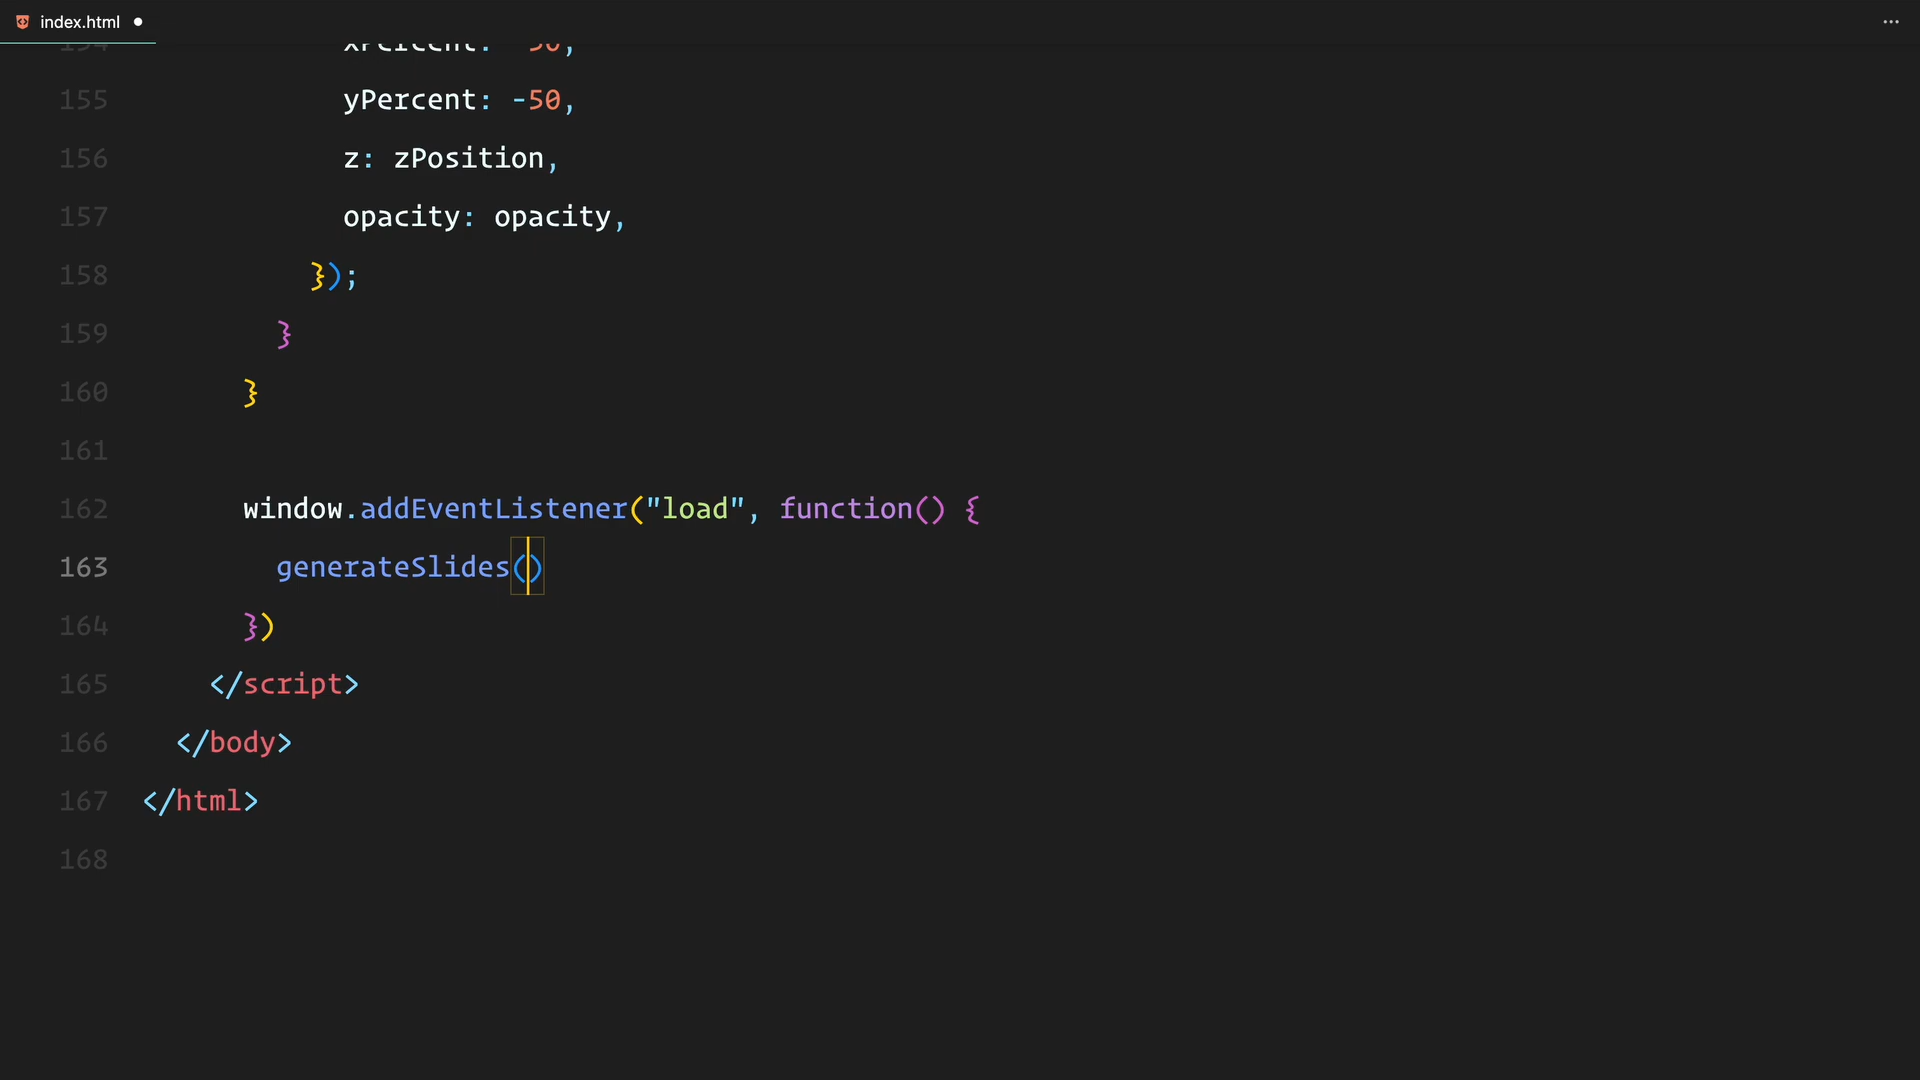 index.html ● ···
155 yPercent: -50,
156 z: zPosition,
157 opacity: opacity,
158 });
159 }
160 }
161
162 window.addEventListener("load", function() {
163 generateSlides()
164 })
165 </script>
166 </body>
167 </html>
168